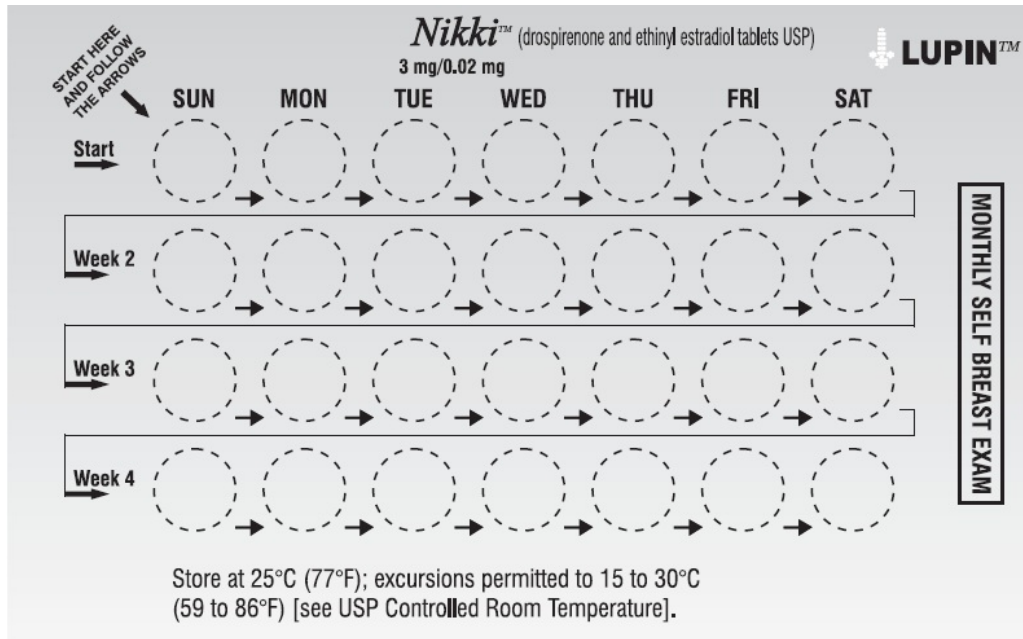 Nikki™ (drospirenone and ethinyl estradiol tablets USP)
3 mg/0.02 mg
LUPIN™
START HERE
AND FOLLOW
THE ARROWS
SUN MON TUE WED THU FRI SAT
Start
Week 2
Week 3
Week 4
MONTHLY SELF BREAST EXAM
Store at 25°C (77°F); excursions permitted to 15 to 30°C
(59 to 86°F) [see USP Controlled Room Temperature].